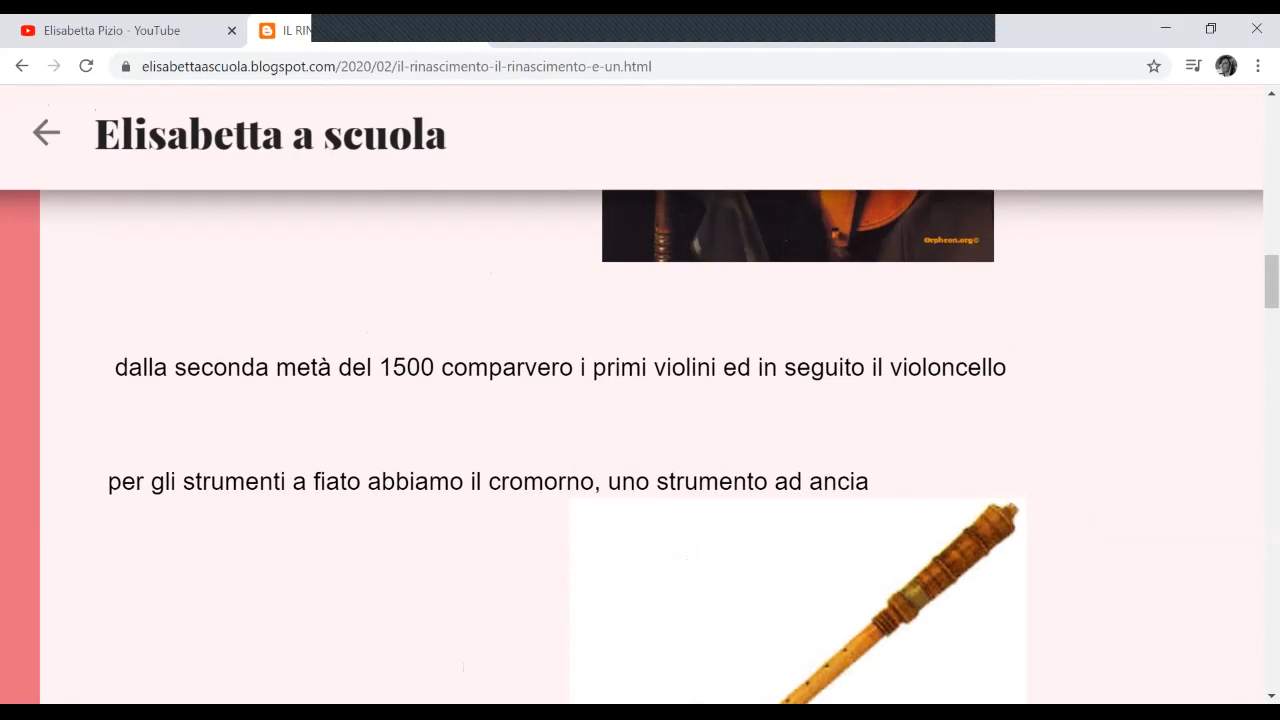 Elisabetta Pizio - YouTube
IL RIN
elisabettaascuola.blogspot.com/2020/02/il-rinascimento-il-rinascimento-e-un.html
Elisabetta a scuola
Orpheon.org©
dalla seconda metà del 1500 comparvero i primi violini ed in seguito il violoncello
per gli strumenti a fiato abbiamo il cromorno, uno strumento ad ancia